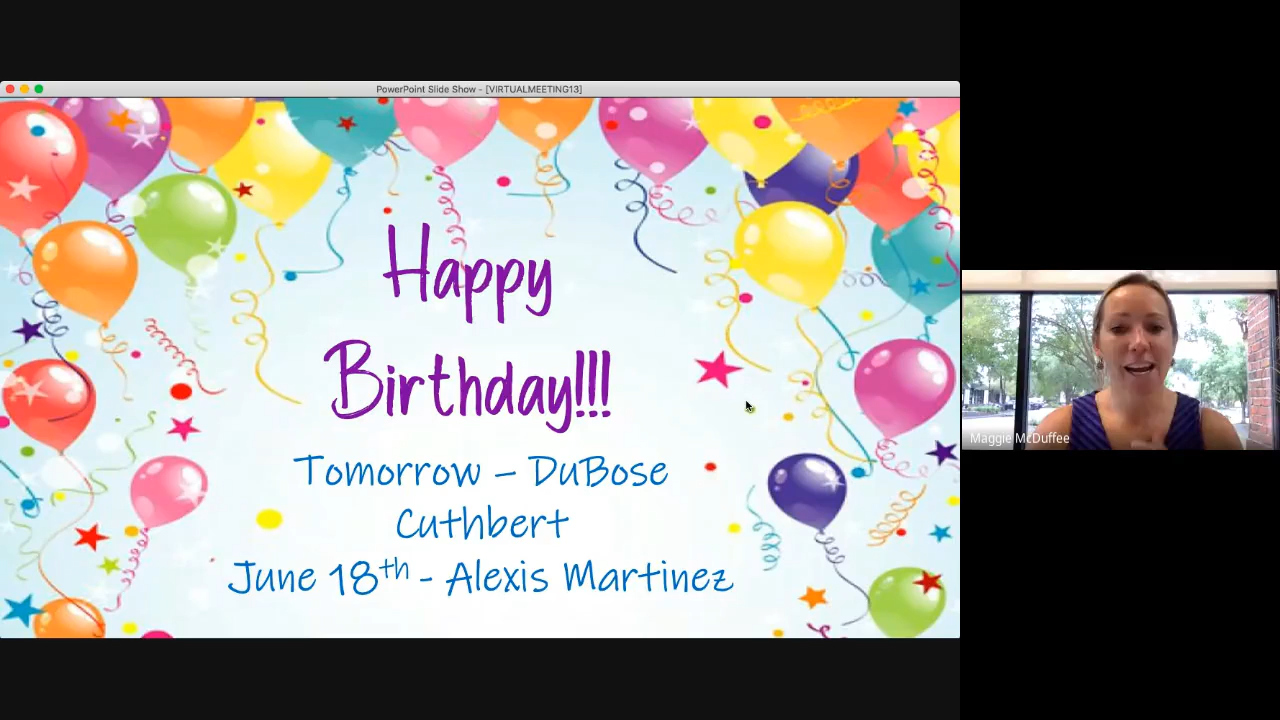 PowerPoint Slide Show - [VIRTUALMEETING13]
Happy
Birthday!!!
Tomorrow – DuBose
Cuthbert
June 18th - Alexis Martinez
Maggie McDuffee